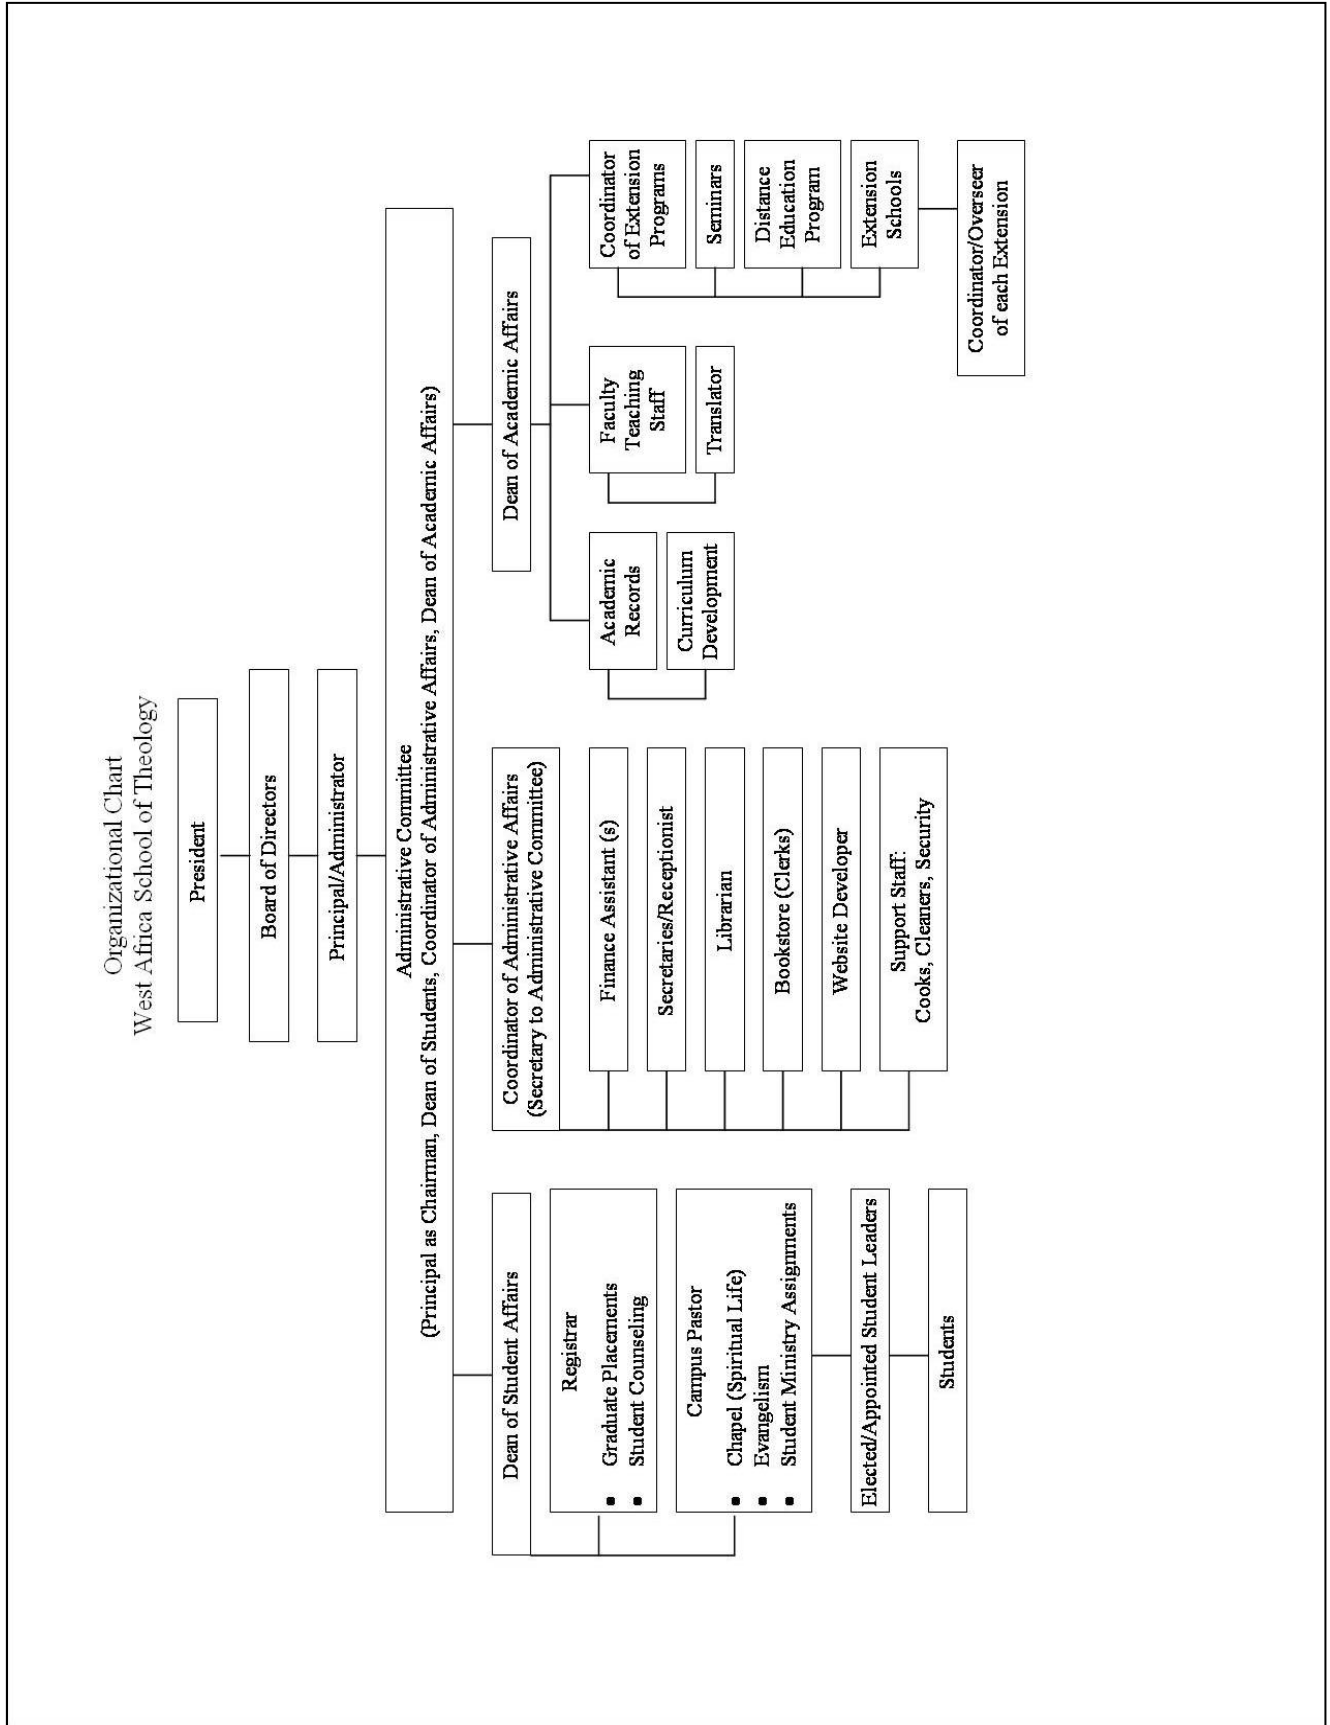 Organizational Chart
West Africa School of Theology
President
Board of Directors
Principal/Administrator
Administrative Committee
(Principal as Chairman, Dean of Students, Coordinator of Administrative Affairs, Dean of Academic Affairs)
Dean of Student Affairs
Registrar
▪ Graduate Placements
▪ Student Counseling
Campus Pastor
▪ Chapel (Spiritual Life)
▪ Evangelism
▪ Student Ministry Assignments
Elected/Appointed Student Leaders
Students
Coordinator of Administrative Affairs
(Secretary to Administrative Committee)
Finance Assistant (s)
Secretaries/Receptionist
Librarian
Bookstore (Clerks)
Website Developer
Support Staff:
Cooks, Cleaners, Security
Dean of Academic Affairs
Academic
Records
Curriculum
Development
Faculty
Teaching
Staff
Translator
Coordinator
of Extension
Programs
Seminars
Distance
Education
Program
Extension
Schools
Coordinator/Overseer
of each Extension